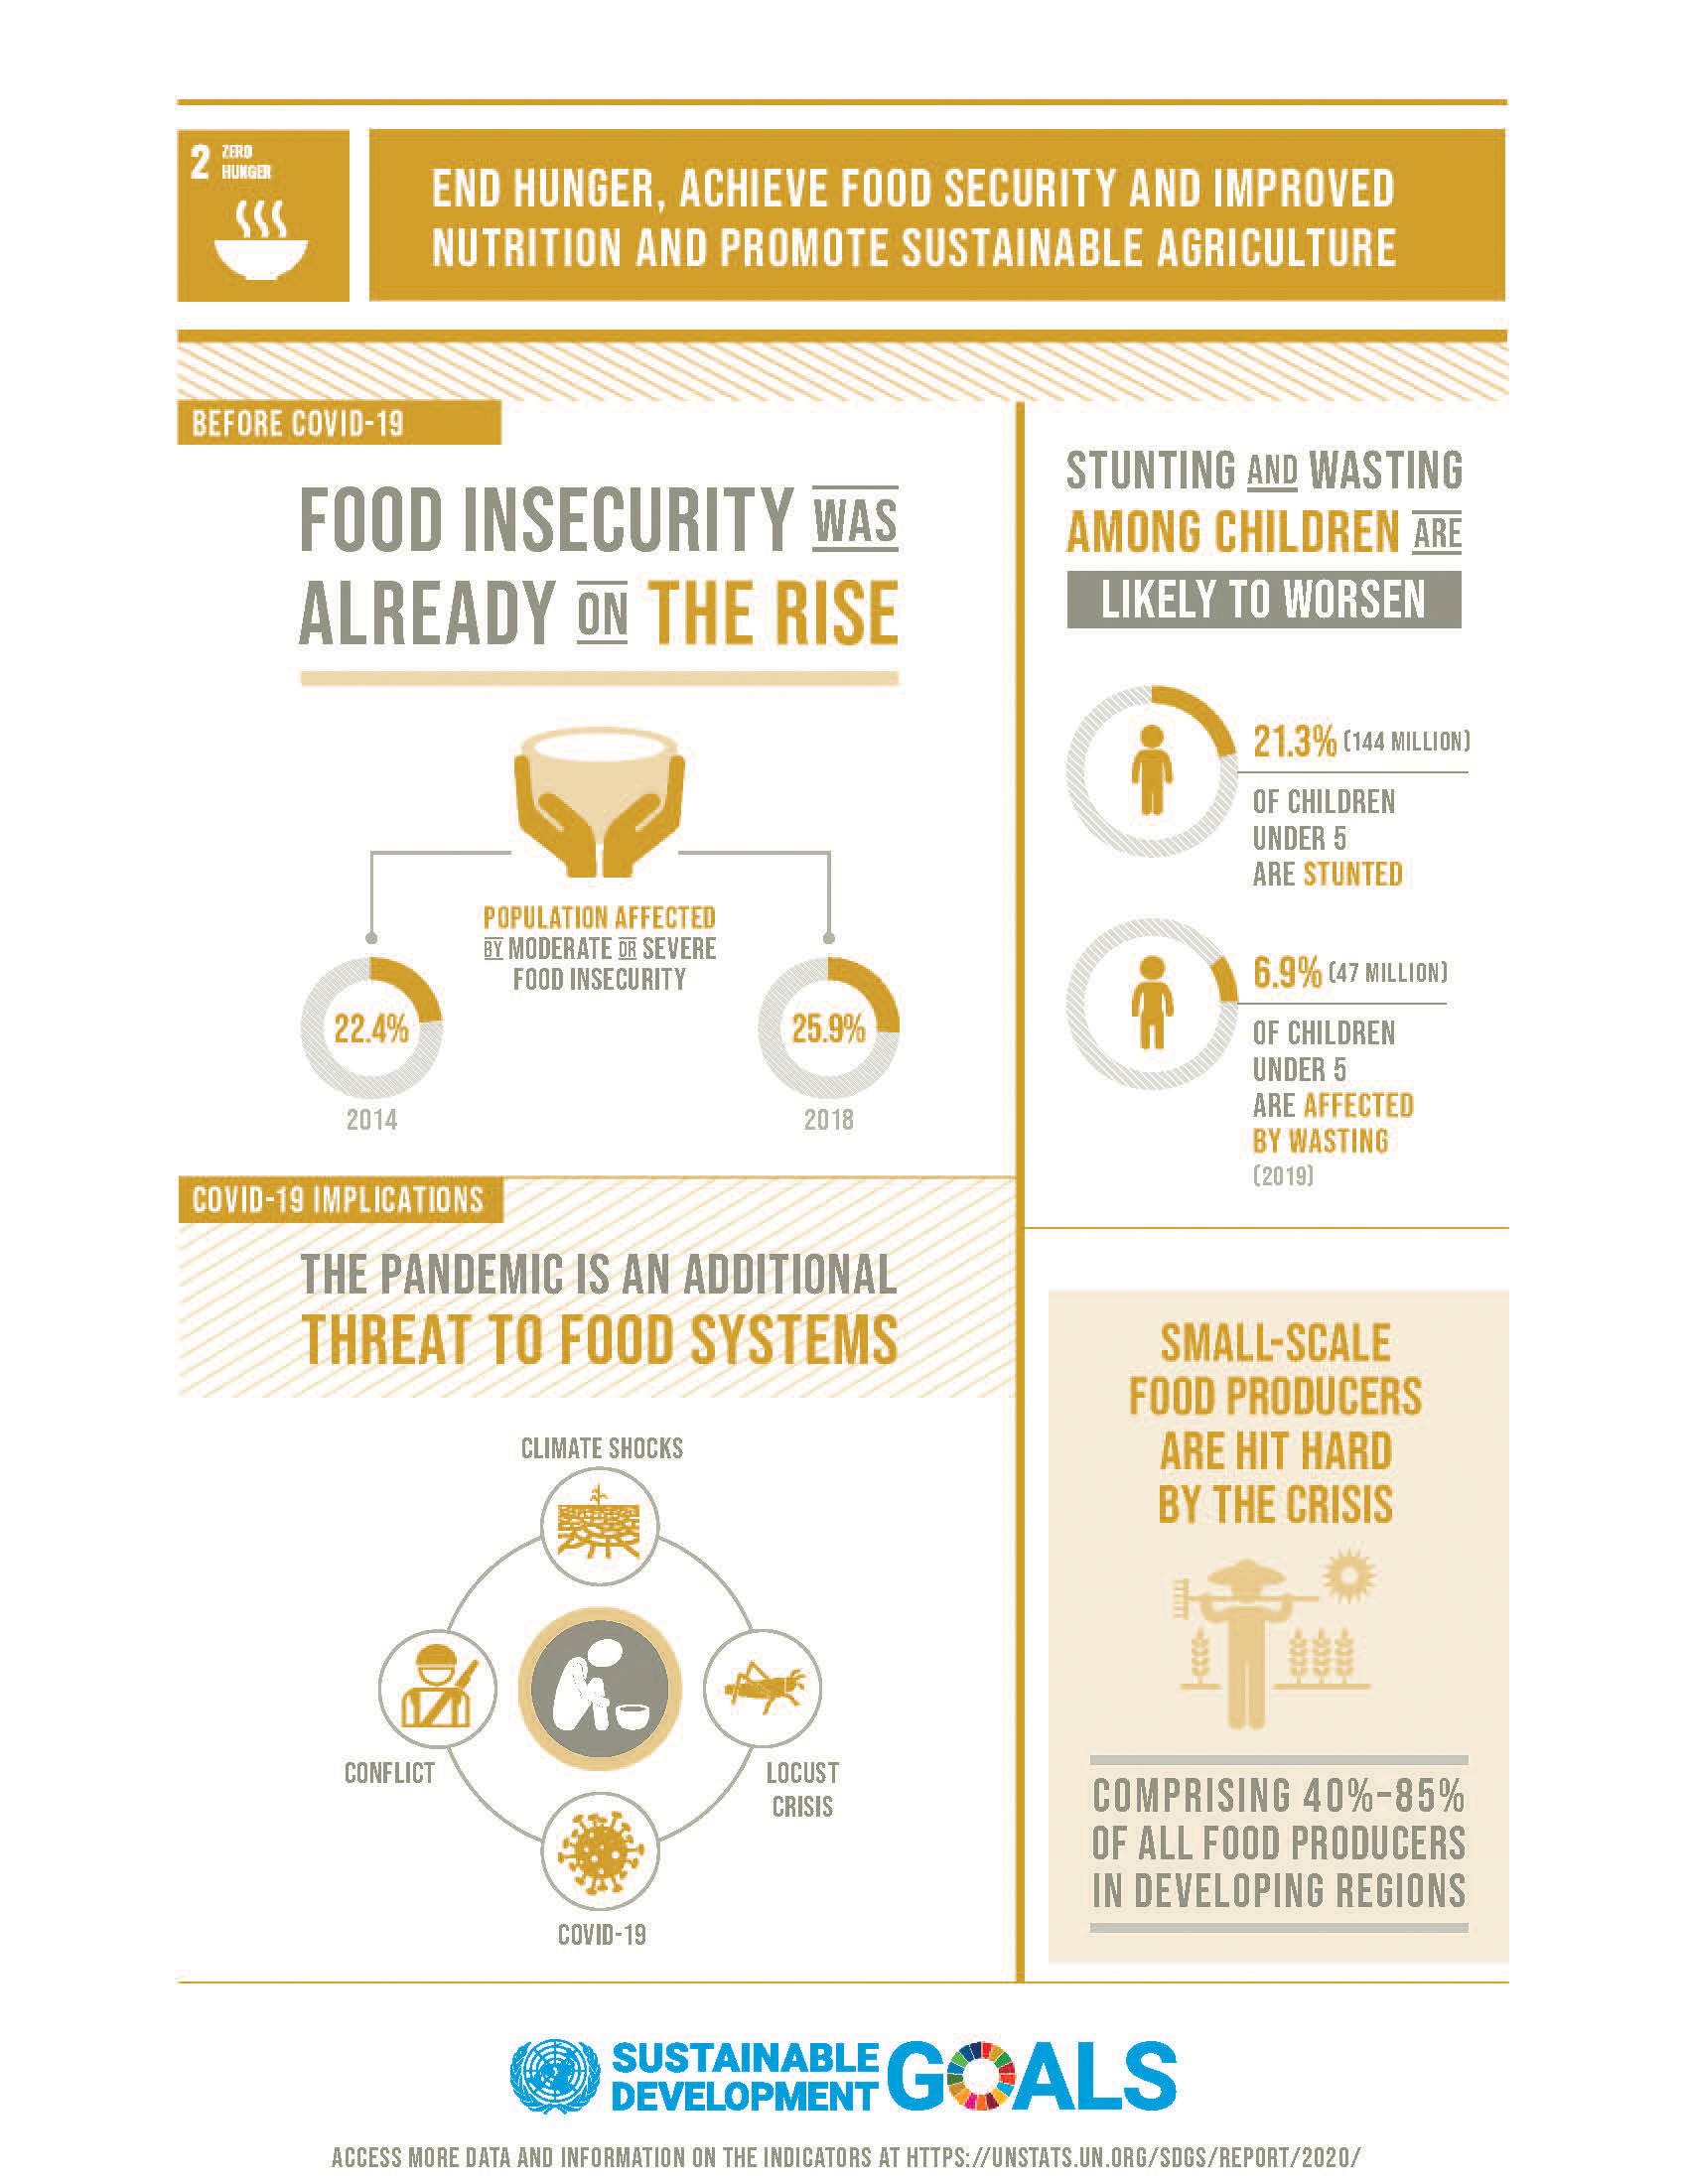 2 ZERO
HUNGER
END HUNGER, ACHIEVE FOOD SECURITY AND IMPROVED
NUTRITION AND PROMOTE SUSTAINABLE AGRICULTURE
BEFORE COVID-19
FOOD INSECURITY WAS
ALREADY ON THE RISE
POPULATION AFFECTED
BY MODERATE OR SEVERE
FOOD INSECURITY
22.4%
25.9%
2014
2018
STUNTING AND WASTING
AMONG CHILDREN ARE
LIKELY TO WORSEN
21.3% (144 MILLION)
OF CHILDREN
UNDER 5
ARE STUNTED
6.9% (47 MILLION)
OF CHILDREN
UNDER 5
ARE AFFECTED
BY WASTING
(2019)
COVID-19 IMPLICATIONS
THE PANDEMIC IS AN ADDITIONAL
THREAT TO FOOD SYSTEMS
CLIMATE SHOCKS
CONFLICT
LOCUST
CRISIS
COVID-19
SMALL-SCALE
FOOD PRODUCERS
ARE HIT HARD
BY THE CRISIS
COMPRISING 40%-85%
OF ALL FOOD PRODUCERS
IN DEVELOPING REGIONS
SUSTAINABLE
DEVELOPMENT GOALS
ACCESS MORE DATA AND INFORMATION ON THE INDICATORS AT HTTPS://UNSTATS.UN.ORG/SDGS/REPORT/2020/